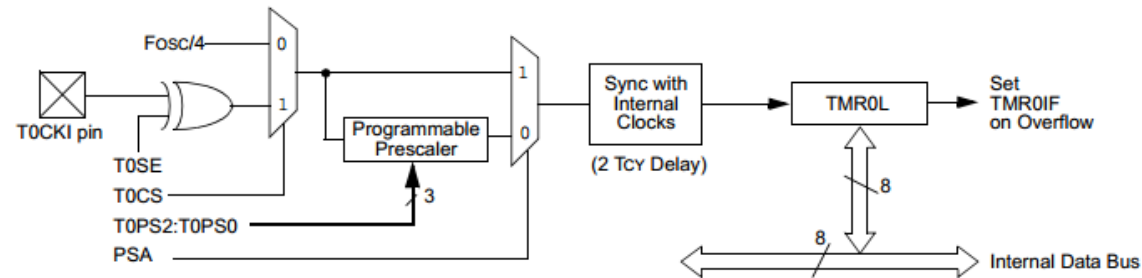 Fosc/4
0
1
T0CKI pin
T0SE
T0CS
T0PS2:T0PS0
PSA
Programmable
Prescaler
3
1
0
Sync with
Internal
Clocks
(2 TCY Delay)
TMR0L
Set
TMR0IF
on Overflow
8
8
Internal Data Bus